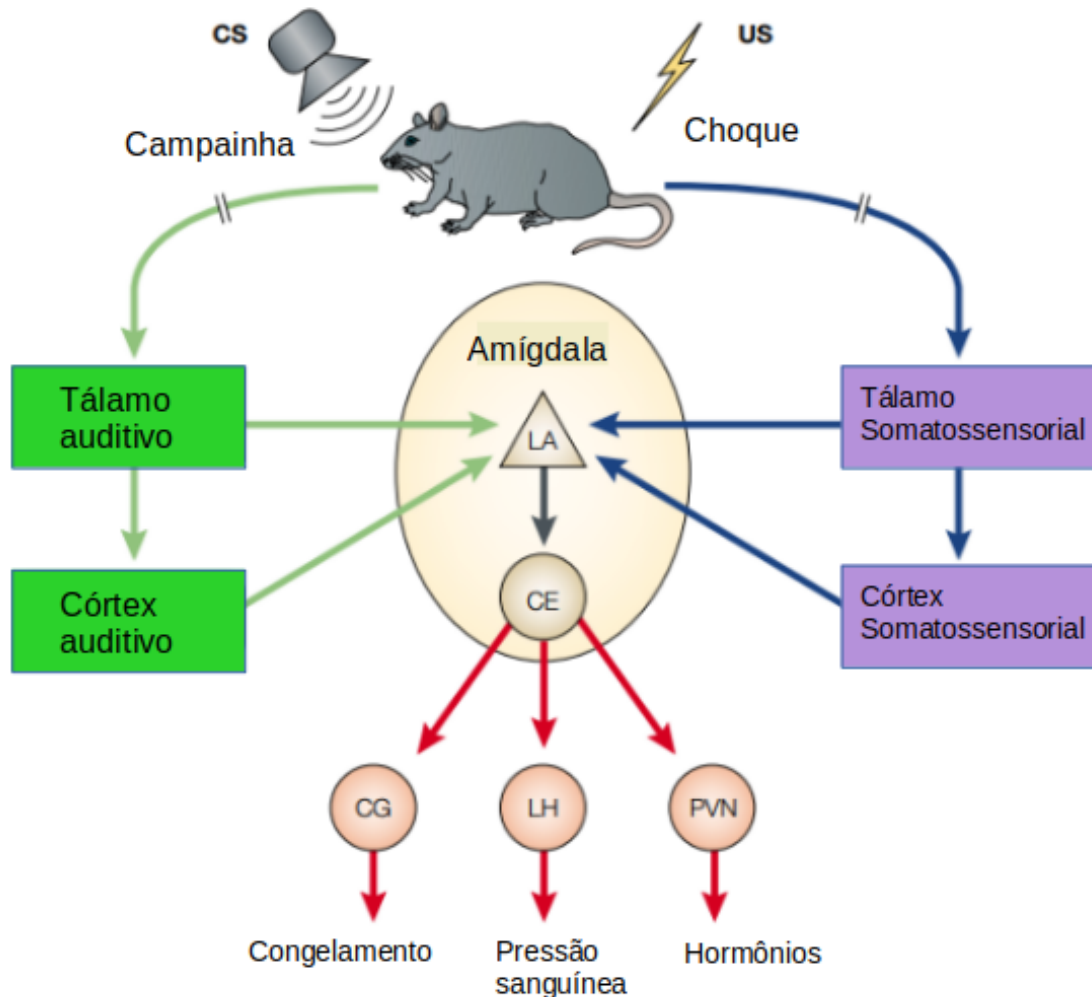 CS
US
Campainha
Choque
Amígdala
Tálamo
auditivo
LA
Tálamo
Somatossensorial
Córtex
auditivo
CE
Córtex
Somatossensorial
CG
LH
PVN
Congelamento
Pressão
sanguínea
Hormônios